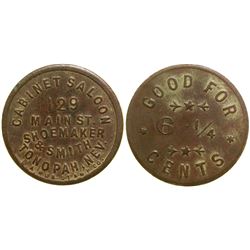 CABINET SALOON
129
MAIN ST.
SHOEMAKER
& SMITH
TONOPAH, NEV.
GOOD FOR
6 1/4
CENTS